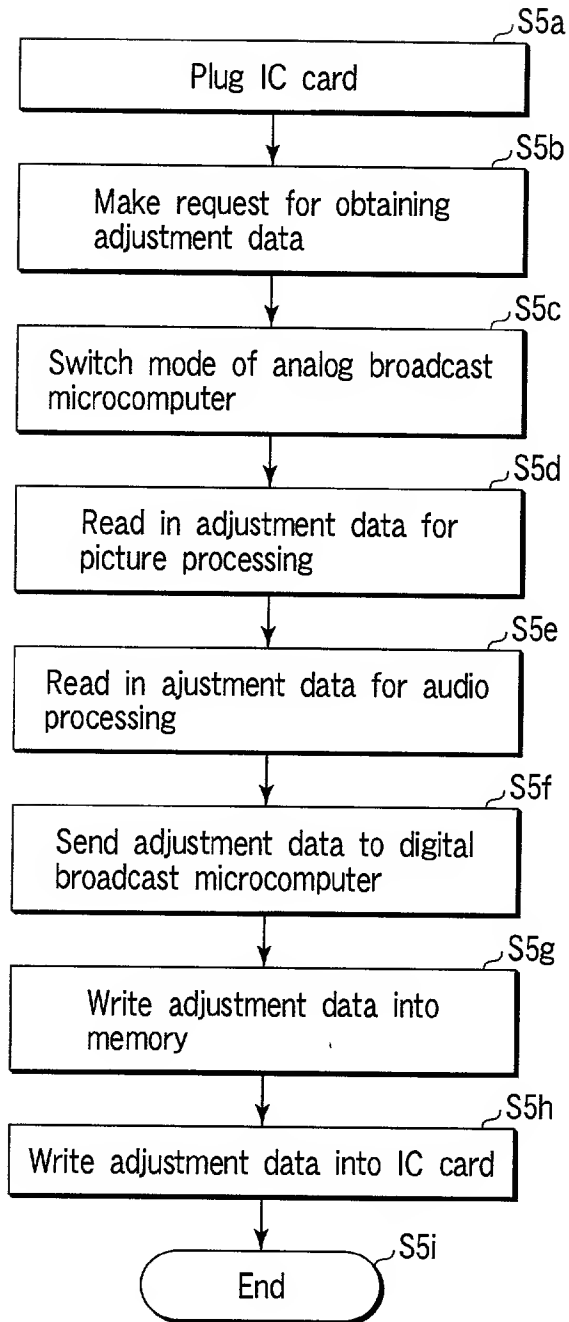 S5a
Plug IC card
S5b
Make request for obtaining
adjustment data
S5c
Switch mode of analog broadcast
microcomputer
S5d
Read in adjustment data for
picture processing
S5e
Read in ajustment data for audio
processing
S5f
Send adjustment data to digital
broadcast microcomputer
S5g
Write adjustment data into
memory
S5h
Write adjustment data into IC card
S5i
End